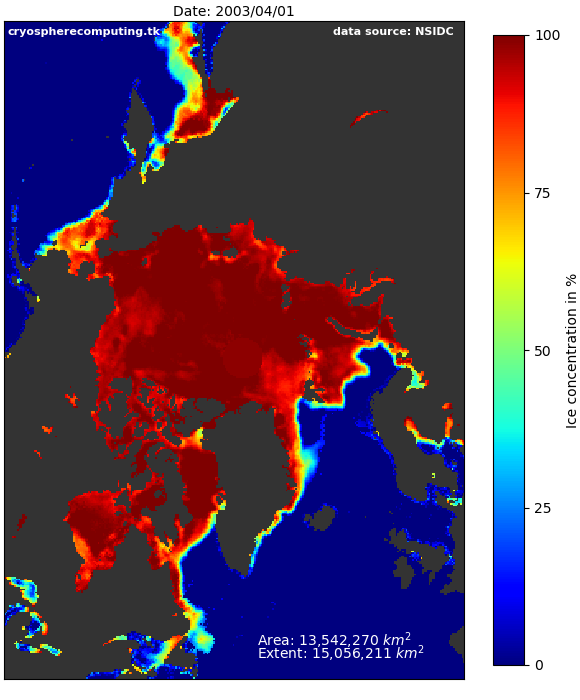 Date: 2003/04/01
cryospherecomputing.tk
data source: NSIDC
100
75
50
25
0
Ice concentration in %
Area: 13,542,270 km²
Extent: 15,056,211 km²